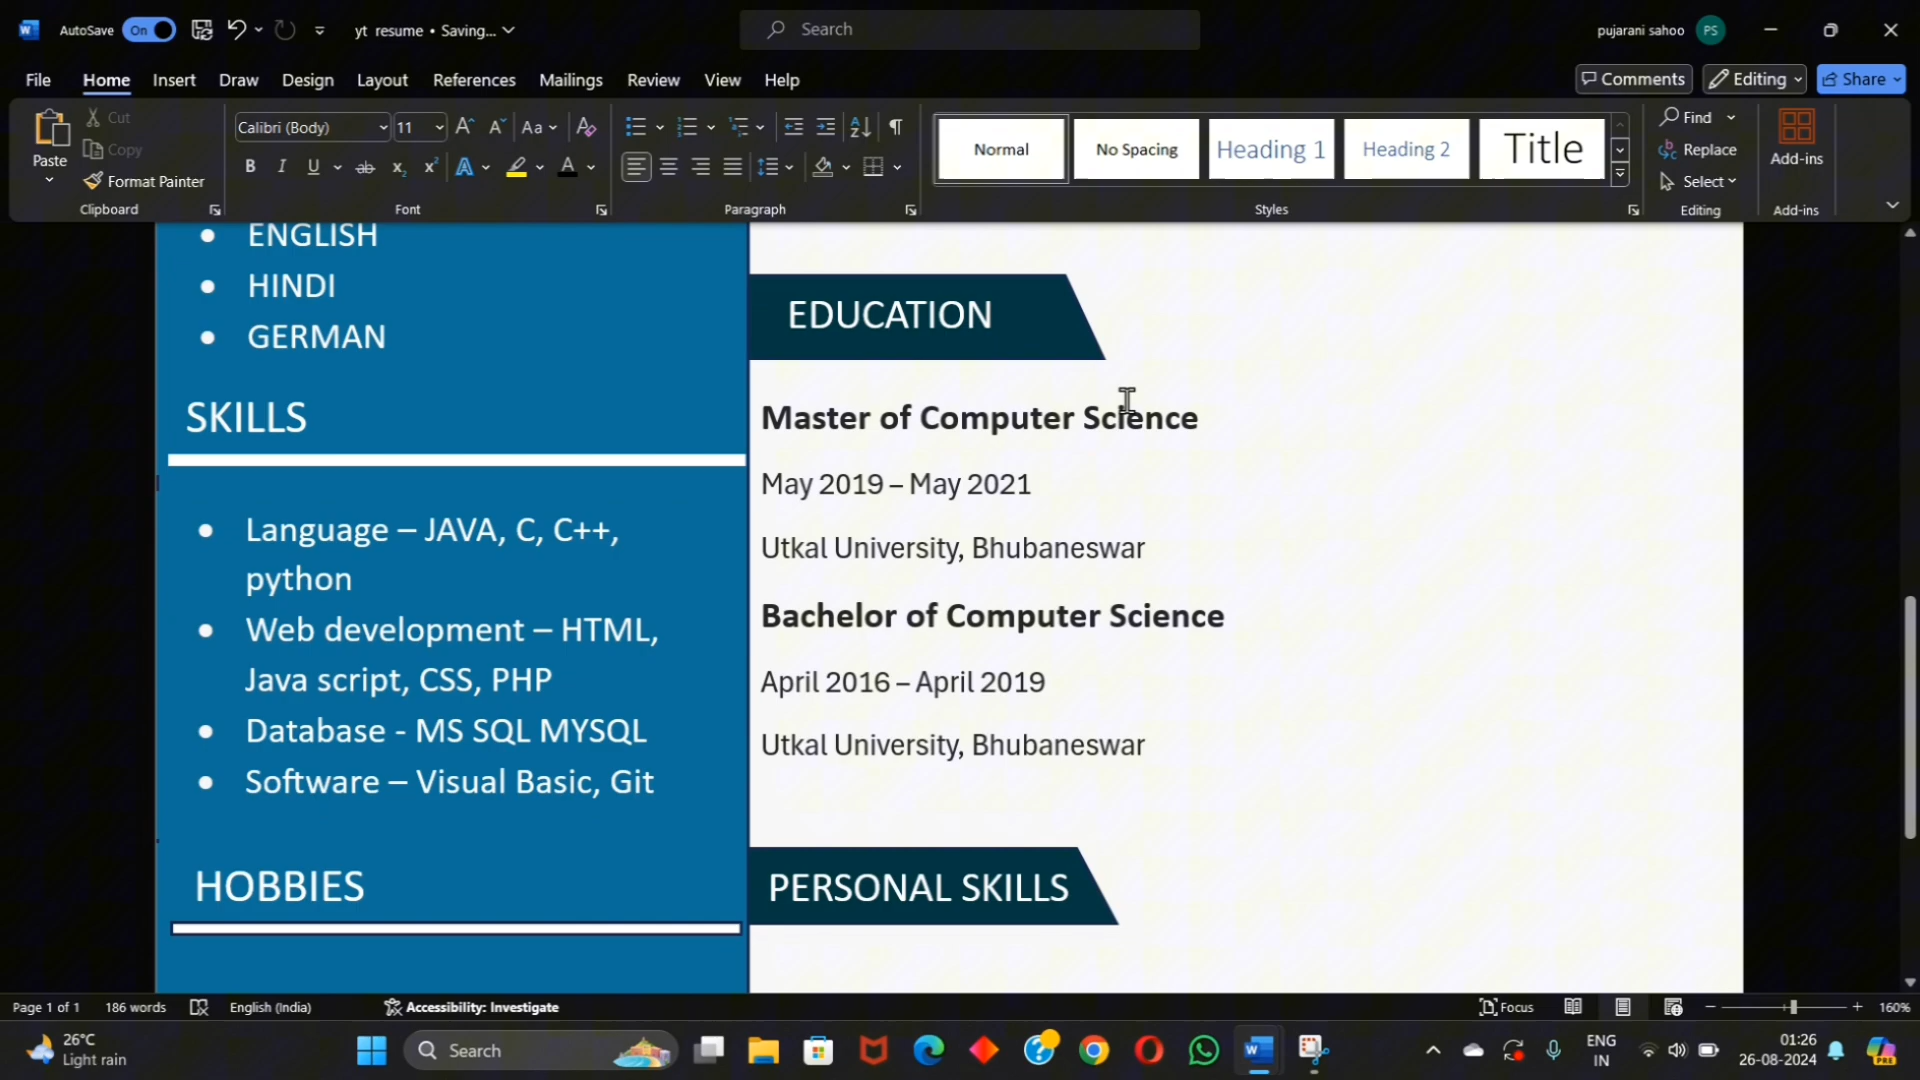 AutoSave On yt resume • Saving... Search pujarani sahoo PS
File Home Insert Draw Design Layout References Mailings Review View Help Comments Editing Share
Paste Cut Copy Format Painter Clipboard
Calibri (Body) 11 Aa B I U ab x₂ x² A A Font
Paragraph
Normal No Spacing Heading 1 Heading 2 Title Styles
Find Replace Select Editing
Add-ins Add-ins
ENGLISH
HINDI
GERMAN
SKILLS
Language – JAVA, C, C++,
python
Web development – HTML,
Java script, CSS, PHP
Database - MS SQL MYSQL
Software – Visual Basic, Git
HOBBIES
EDUCATION
Master of Computer Science
May 2019 – May 2021
Utkal University, Bhubaneswar
Bachelor of Computer Science
April 2016 – April 2019
Utkal University, Bhubaneswar
PERSONAL SKILLS
Page 1 of 1 186 words English (India) Accessibility: Investigate Focus 160%
26°C
Light rain
Search
ENG
IN
01:26
26-08-2024
PRE